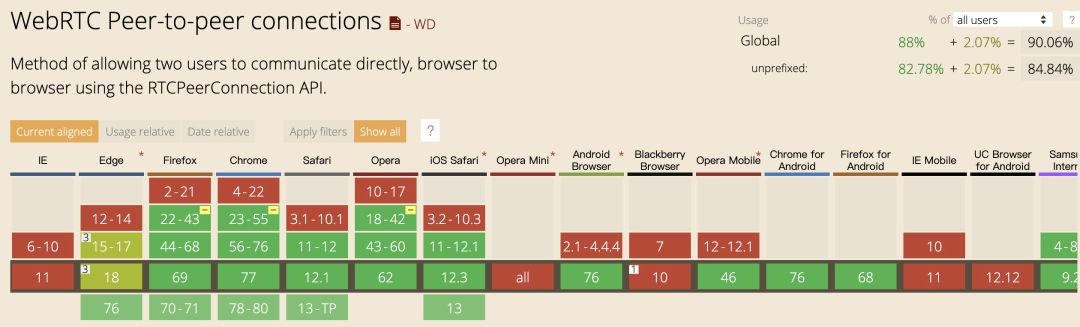 WebRTC Peer-to-peer connections - WD
Usage % of all users ?
Global 88% + 2.07% = 90.06%
unprefixed: 82.78% + 2.07% = 84.84%
Method of allowing two users to communicate directly, browser to
browser using the RTCPeerConnection API.
Current aligned Usage relative Date relative Apply filters Show all ?
IE Edge * Firefox Chrome Safari Opera iOS Safari * Opera Mini * Android Browser * Blackberry Browser Opera Mobile * Chrome for Android Firefox for Android IE Mobile UC Browser for Android
2-21 4-22 10-17
12-14 22-43 23-55 3.1-10.1 18-42 3.2-10.3
6-10 3 15-17 44-68 56-76 11-12 43-60 11-12.1 2.1-4.4.4 7 12-12.1 10 4-8
11 3 18 69 77 12.1 62 12.3 all 76 1 10 46 76 68 11 12.12 9.2
76 70-71 78-80 13-TP 13